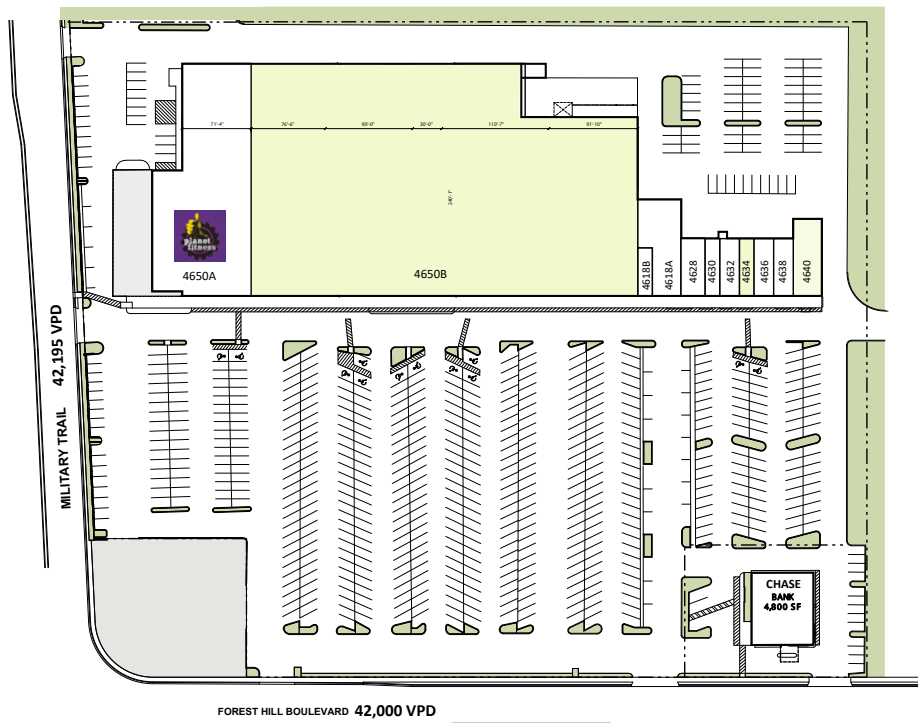 71'-4"
76'-6"
90'-0"
30'-0"
110'-7"
91'-10"
240'-1"
planet
fitness
4650A
4650B
4618B
4618A
4628
4630
4632
4634
4636
4638
4640
MILITARY TRAIL 42,195 VPD
CHASE
BANK
4,800 SF
FOREST HILL BOULEVARD 42,000 VPD